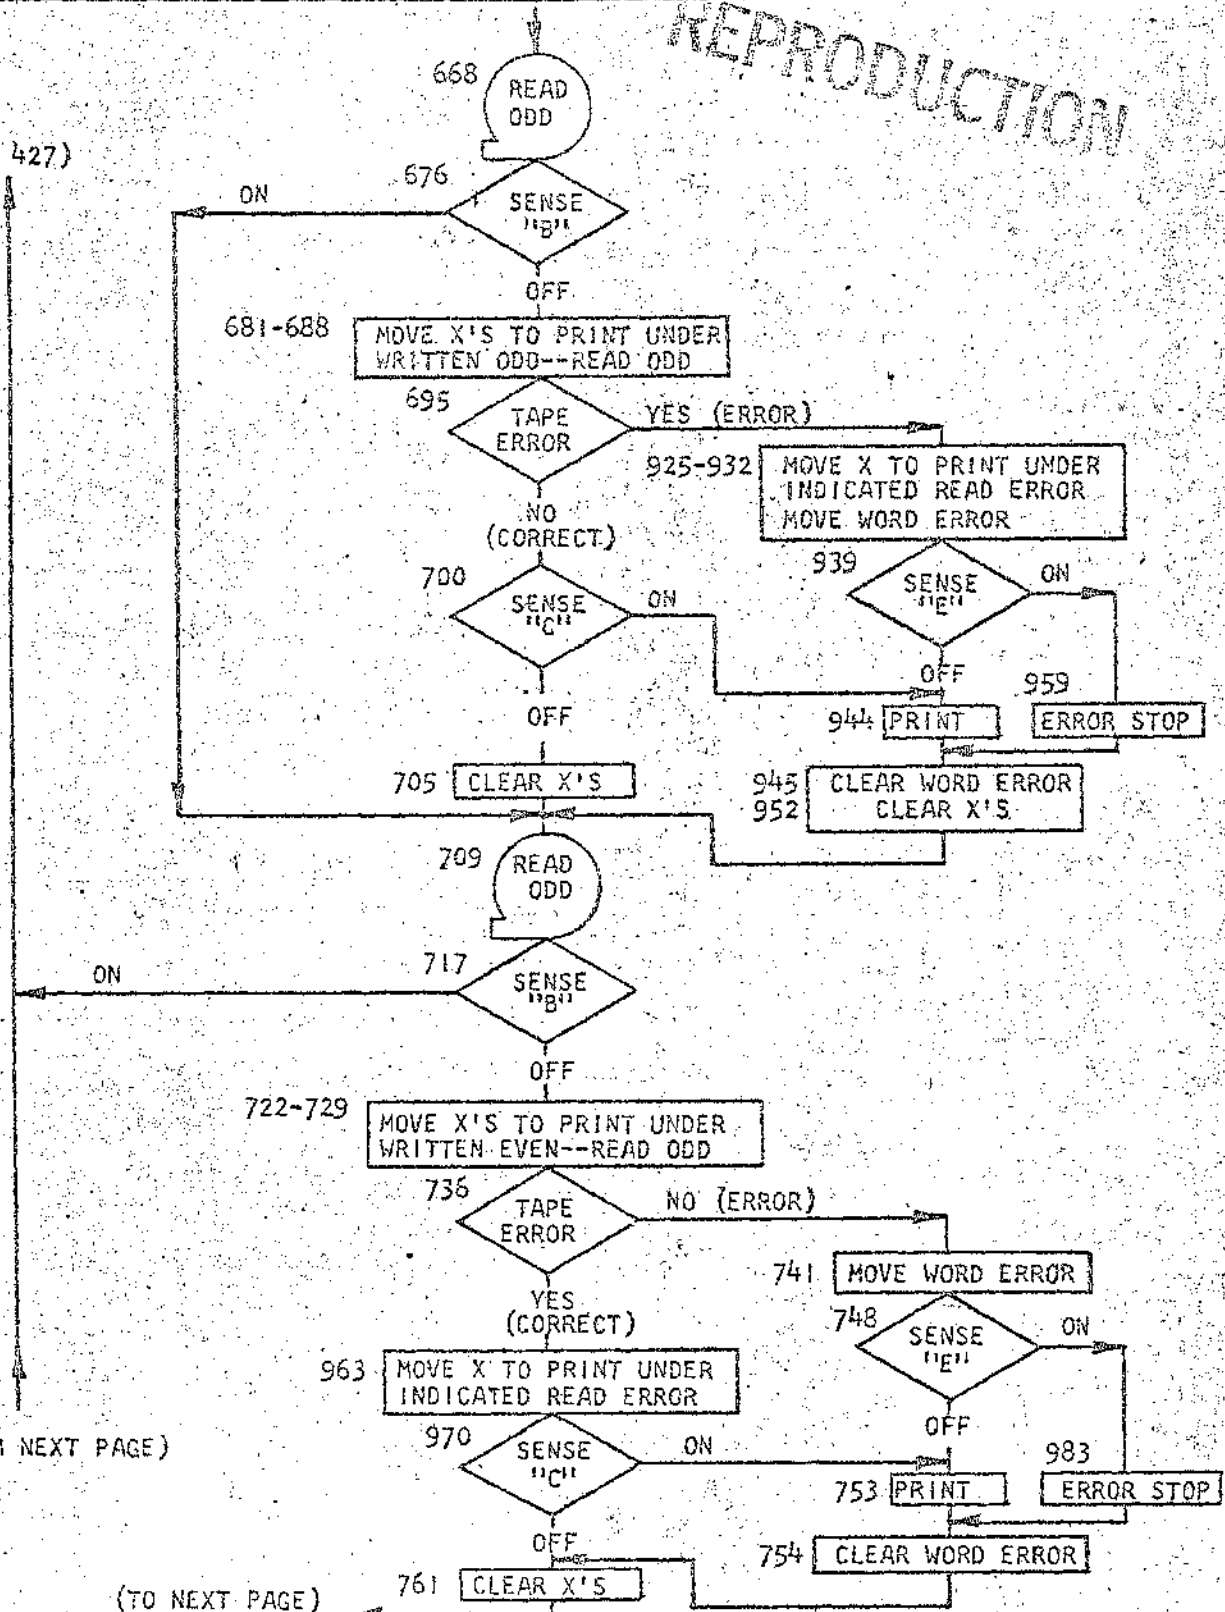 REPRODUCTION
668
READ
ODD
427)
676
ON
SENSE
"B"
OFF
681-688
MOVE X'S TO PRINT UNDER
WRITTEN ODD--READ ODD
695
TAPE
ERROR
YES (ERROR)
925-932
MOVE X TO PRINT UNDER
INDICATED READ ERROR
MOVE WORD ERROR
NO
(CORRECT)
939
SENSE
"E"
ON
700
SENSE
"C"
ON
OFF
959
OFF
944
PRINT
ERROR STOP
705
CLEAR X'S
945
CLEAR WORD ERROR
952
CLEAR X'S
709
READ
ODD
717
ON
SENSE
"B"
OFF
722-729
MOVE X'S TO PRINT UNDER
WRITTEN EVEN--READ ODD
736
TAPE
ERROR
NO (ERROR)
741
MOVE WORD ERROR
YES
(CORRECT)
748
SENSE
"E"
ON
963
MOVE X TO PRINT UNDER
INDICATED READ ERROR
OFF
NEXT PAGE)
970
SENSE
"C"
ON
983
753
PRINT
ERROR STOP
OFF
754
CLEAR WORD ERROR
761
CLEAR X'S
(TO NEXT PAGE)